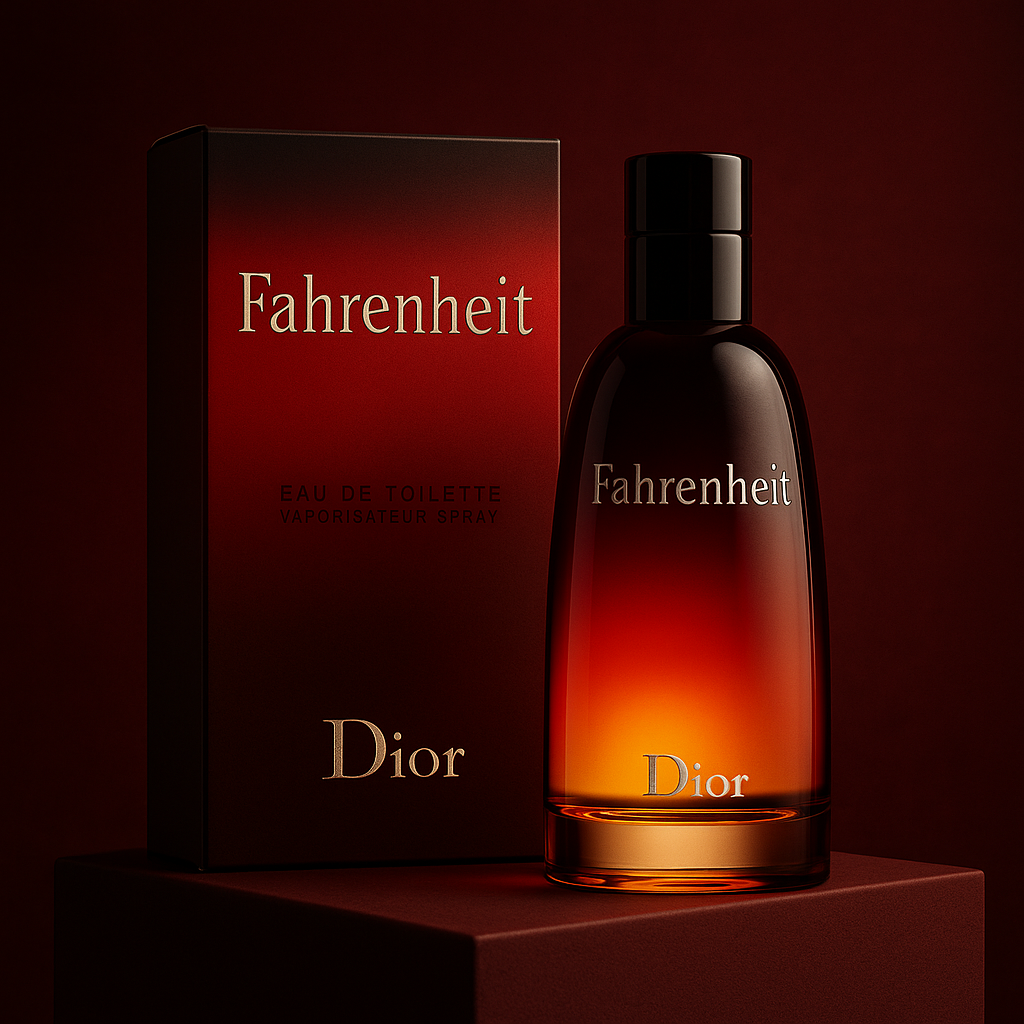 Fahrenheit
EAU DE TOILETTE
VAPORISATEUR SPRAY
Dior
Fahrenheit
Dior